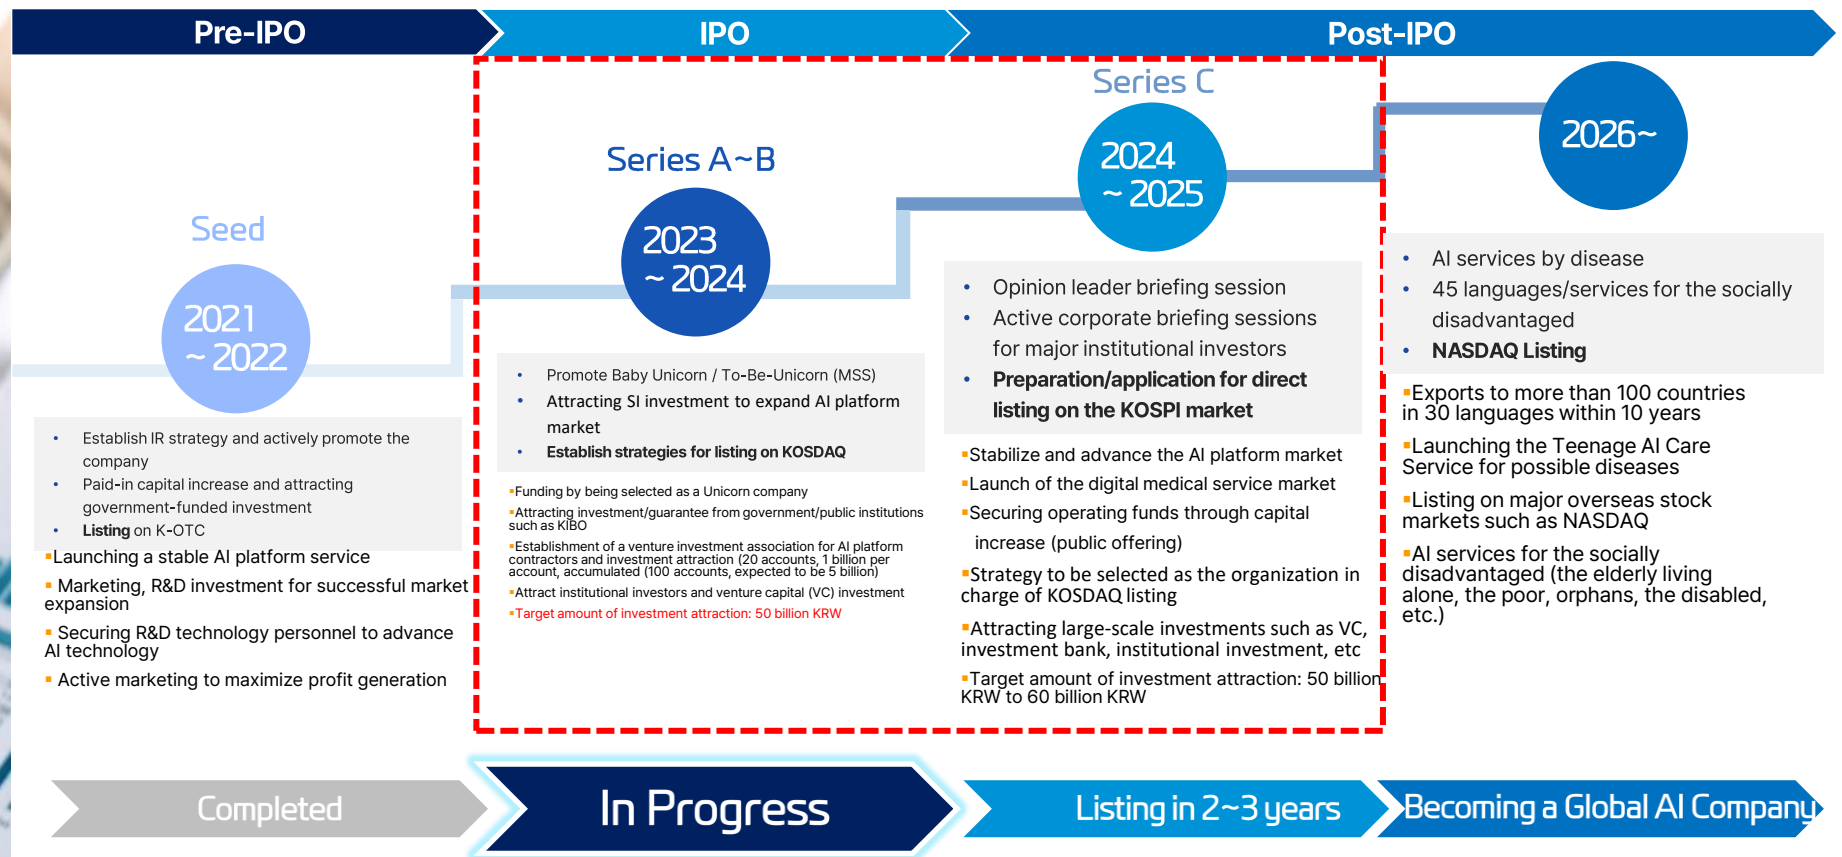 Pre-IPO
IPO
Post-IPO
Seed
2021
~ 2022
• Establish IR strategy and actively promote the
company
• Paid-in capital increase and attracting
government-funded investment
• Listing on K-OTC
▪Launching a stable AI platform service
▪ Marketing, R&D investment for successful market
expansion
▪ Securing R&D technology personnel to advance
AI technology
▪ Active marketing to maximize profit generation
Completed
Series A~B
2023
~ 2024
• Promote Baby Unicorn / To-Be-Unicorn (MSS)
• Attracting SI investment to expand AI platform
market
• Establish strategies for listing on KOSDAQ
▪Funding by being selected as a Unicorn company
▪Attracting investment/guarantee from government/public institutions
such as KIBO
▪Establishment of a venture investment association for AI platform
contractors and investment attraction (20 accounts, 1 billion per
account, accumulated (100 accounts, expected to be 5 billion)
▪Attract institutional investors and venture capital (VC) investment
▪Target amount of investment attraction: 50 billion KRW
In Progress
Series C
2024
~ 2025
• Opinion leader briefing session
• Active corporate briefing sessions
for major institutional investors
• Preparation/application for direct
listing on the KOSPI market
▪Stabilize and advance the AI platform market
▪Launch of the digital medical service market
▪Securing operating funds through capital
increase (public offering)
▪Strategy to be selected as the organization in
charge of KOSDAQ listing
▪Attracting large-scale investments such as VC,
investment bank, institutional investment, etc
▪Target amount of investment attraction: 50 billion
KRW to 60 billion KRW
Listing in 2~3 years
2026~
• AI services by disease
• 45 languages/services for the socially
disadvantaged
• NASDAQ Listing
▪Exports to more than 100 countries
in 30 languages within 10 years
▪Launching the Teenage AI Care
Service for possible diseases
▪Listing on major overseas stock
markets such as NASDAQ
▪AI services for the socially
disadvantaged (the elderly living
alone, the poor, orphans, the disabled,
etc.)
Becoming a Global AI Company